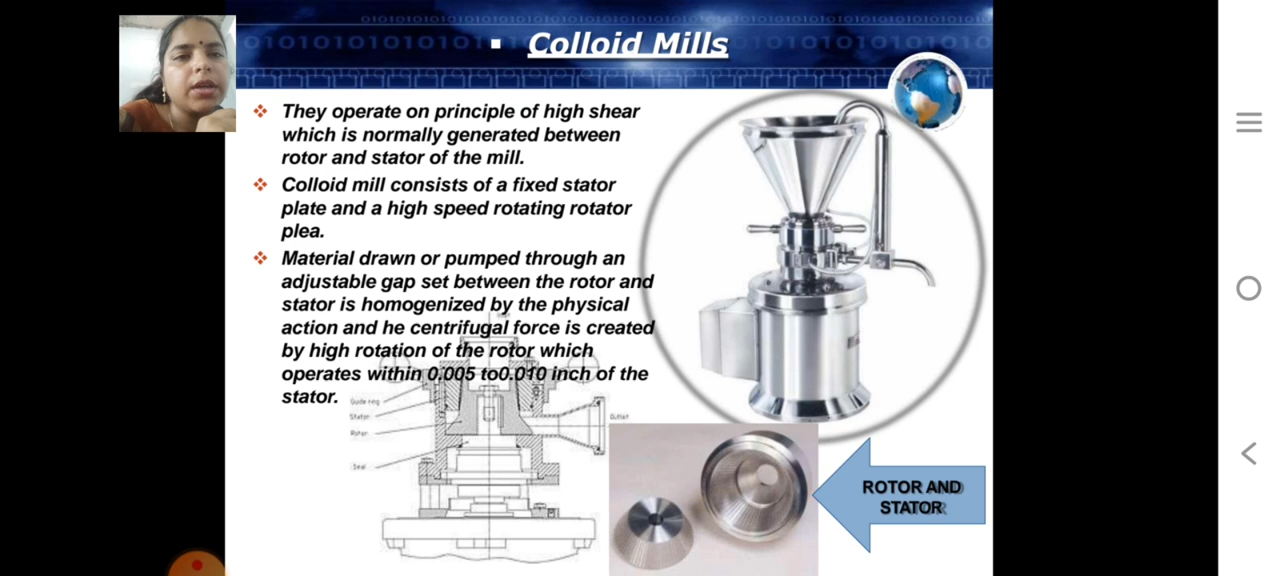 ▪ Colloid Mills
❖ They operate on principle of high shear
which is normally generated between
rotor and stator of the mill.
❖ Colloid mill consists of a fixed stator
plate and a high speed rotating rotator
plea.
❖ Material drawn or pumped through an
adjustable gap set between the rotor and
stator is homogenized by the physical
action and he centrifugal force is created
by high rotation of the rotor which
operates within 0.005 to0.010 inch of the
stator.
Guide ring
Stator
Rotor
Seal
Outlet
ROTOR AND
STATOR